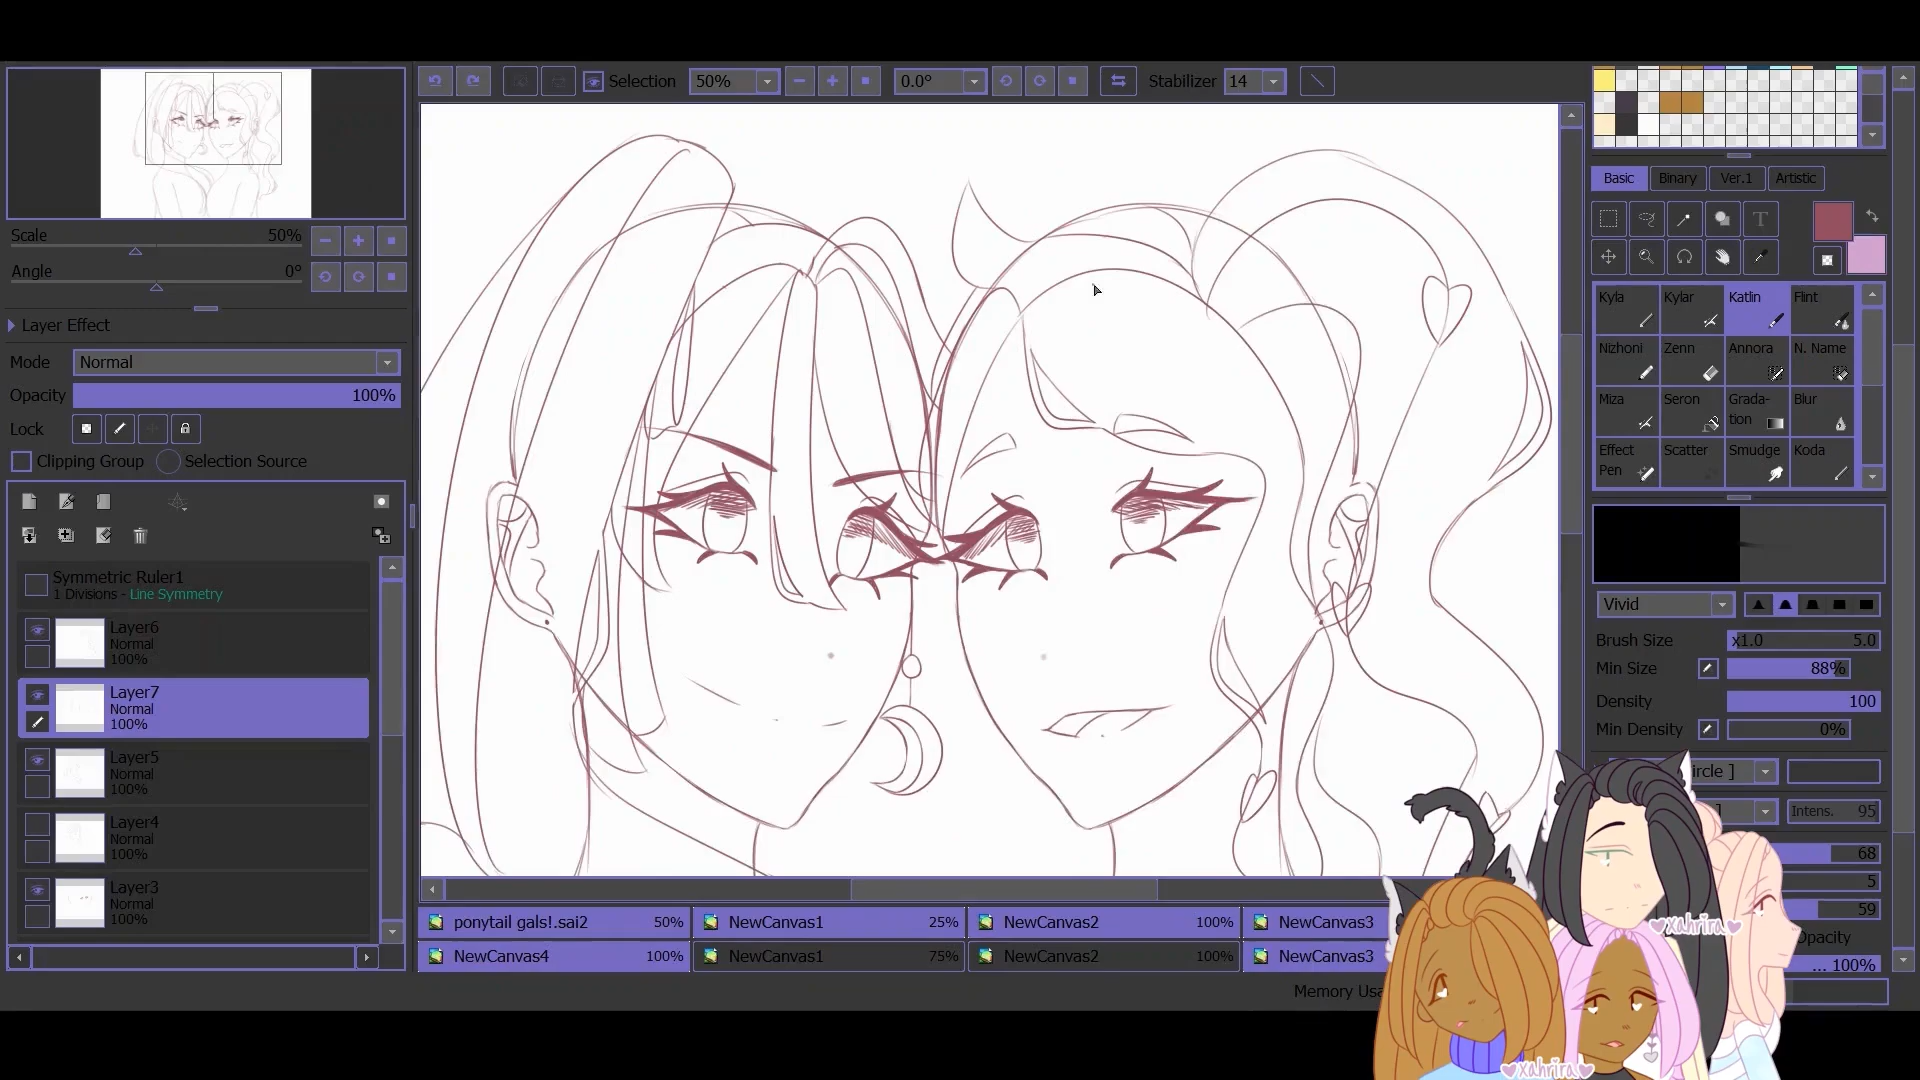 Selection
50%
0.0°
Stabilizer
14
Scale
50%
Angle
0°
Layer Effect
Mode
Normal
Opacity
100%
Lock
Clipping Group
Selection Source
Symmetric Ruler1
1 Divisions - Line Symmetry
Layer6
Normal
100%
Layer7
Normal
100%
Layer5
Normal
100%
Layer4
Normal
100%
Layer3
Normal
100%
ponytail gals!.sai2 50%
NewCanvas1 25%
NewCanvas2 100%
NewCanvas3
NewCanvas4 100%
NewCanvas1 75%
NewCanvas2 100%
NewCanvas3
Memory Usa
Basic
Binary
Ver.1
Artistic
T
Kyla
Kylar
Katlin
Flint
Nizhoni
Zenn
Annora
N. Name
Miza
Seron
Grada-
tion
Blur
Effect
Pen
Scatter
Smudge
Koda
Vivid
Brush Size x1.0 5.0
Min Size 88%
Density 100
Min Density 0%
ircle ]
]
Intens. 95
68
5
59
Opacity
... 100%
xahrira
xahrira